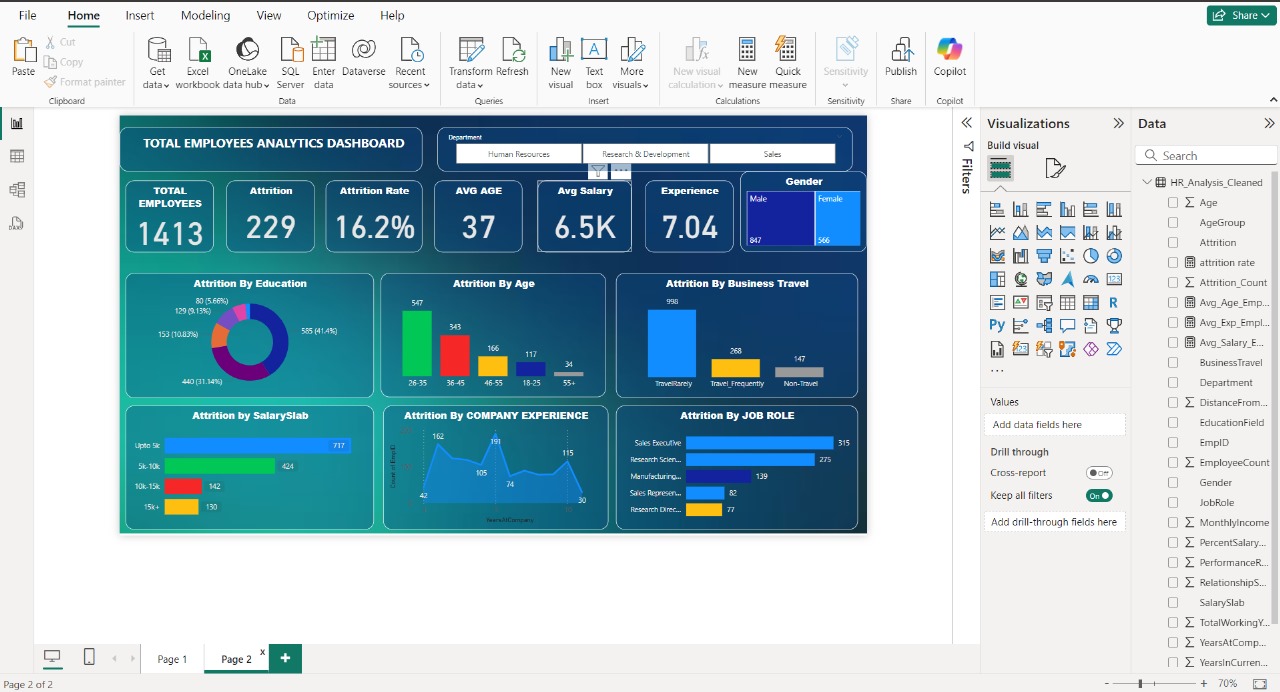 File Home Insert Modeling View Optimize Help Share
Paste
Cut
Copy
Format painter
Clipboard
Get data
Excel workbook
OneLake data hub
SQL Server
Enter data
Dataverse
Recent sources
Data
Transform data
Refresh
Queries
New visual
Text box
More visuals
Insert
New visual calculation
New measure
Quick measure
Calculations
Sensitivity
Sensitivity
Publish
Share
Copilot
Copilot
TOTAL EMPLOYEES ANALYTICS DASHBOARD
Department
Human Resources Research & Development Sales
TOTAL EMPLOYEES
1413
Attrition
229
Attrition Rate
16.2%
AVG AGE
37
Avg Salary
6.5K
Experience
7.04
Gender
Male Female
847 566
Attrition By Education
80 (5.66%)
129 (9.13%)
153 (10.83%)
585 (41.4%)
440 (31.14%)
Attrition By Age
547
343
166
117
34
26-35 36-45 46-55 18-25 55+
Attrition By Business Travel
998
268
147
TravelRarely Travel_Frequently Non-Travel
Attrition by SalarySlab
Upto 5k 717
5k-10k 424
10k-15k 142
15k+ 130
Attrition By COMPANY EXPERIENCE
Count of EmpID
162
191
105
74
115
42
30
YearsAtCompany
Attrition By JOB ROLE
Sales Executive 315
Research Scien... 275
Manufacturing... 139
Sales Represen... 82
Research Direc... 77
Filters
Visualizations
Build visual
R
Py
123
...
Values
Add data fields here
Drill through
Cross-report Off
Keep all filters On
Add drill-through fields here
Data
Search
HR_Analysis_Cleaned
Age
AgeGroup
Attrition
attrition rate
Attrition_Count
Avg_Age_Emp...
Avg_Exp_Empl...
Avg_Salary_E...
BusinessTravel
Department
DistanceFrom...
EducationField
EmpID
EmployeeCount
Gender
JobRole
MonthlyIncome
PercentSalary...
PerformanceR...
RelationshipS...
SalarySlab
TotalWorkingY...
YearsAtComp...
YearsInCurren...
Page 1 Page 2 x +
Page 2 of 2
- + 70%